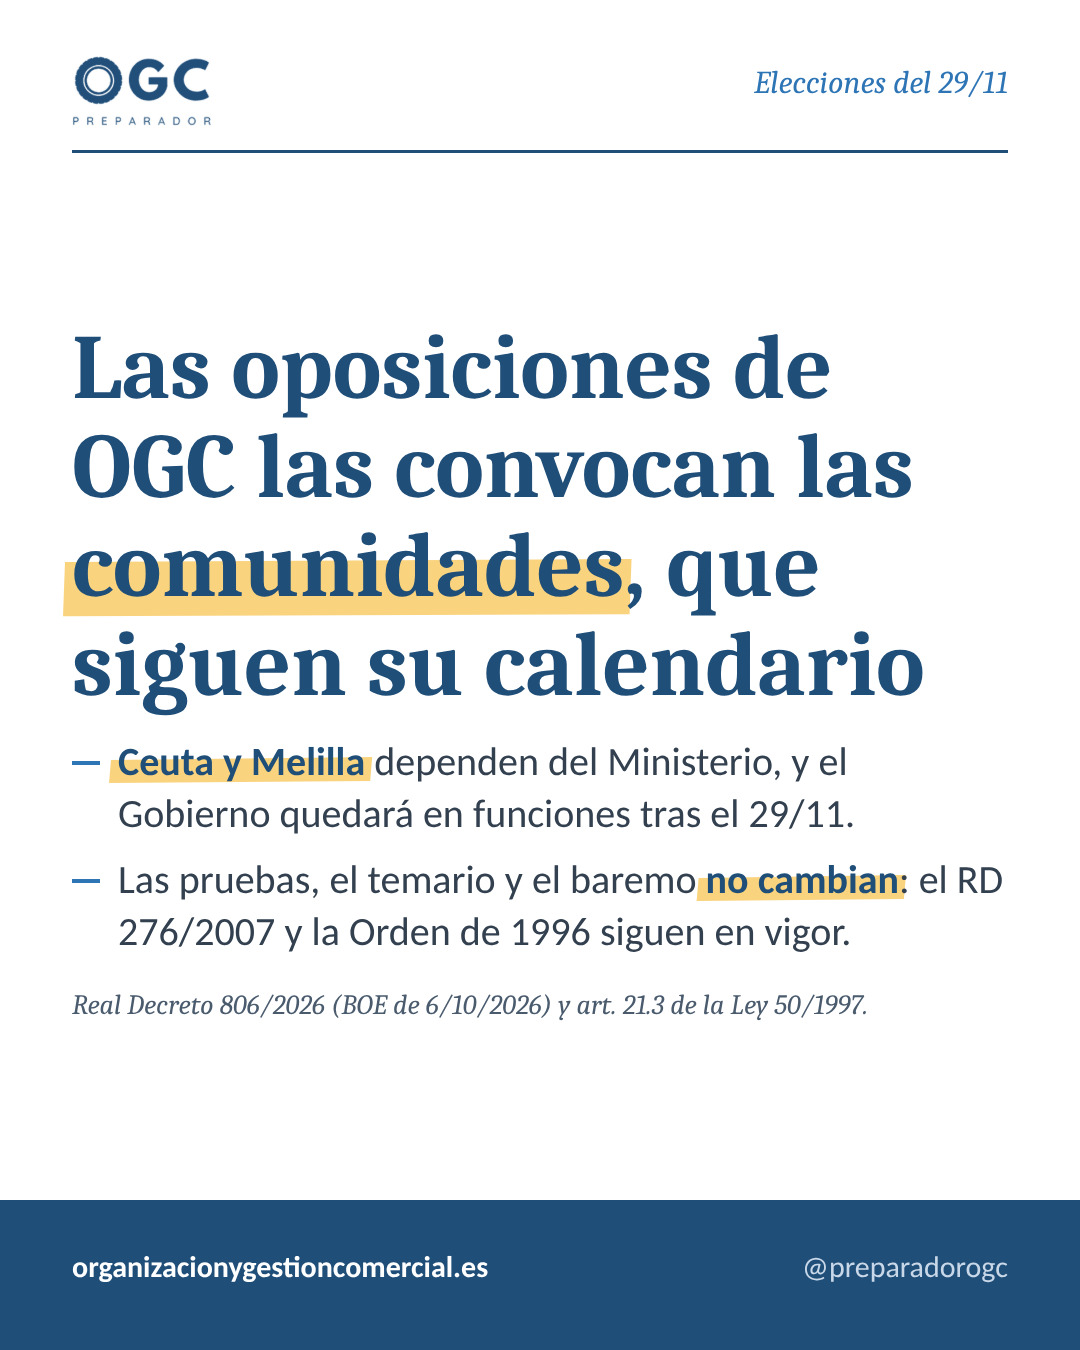 OGC
PREPARADOR
Elecciones del 29/11
Las oposiciones de
OGC las convocan las
comunidades, que
siguen su calendario
— Ceuta y Melilla dependen del Ministerio, y el
Gobierno quedará en funciones tras el 29/11.
— Las pruebas, el temario y el baremo no cambian: el RD
276/2007 y la Orden de 1996 siguen en vigor.
Real Decreto 806/2026 (BOE de 6/10/2026) y art. 21.3 de la Ley 50/1997.
organizacionygestioncomercial.es
@preparadorogc